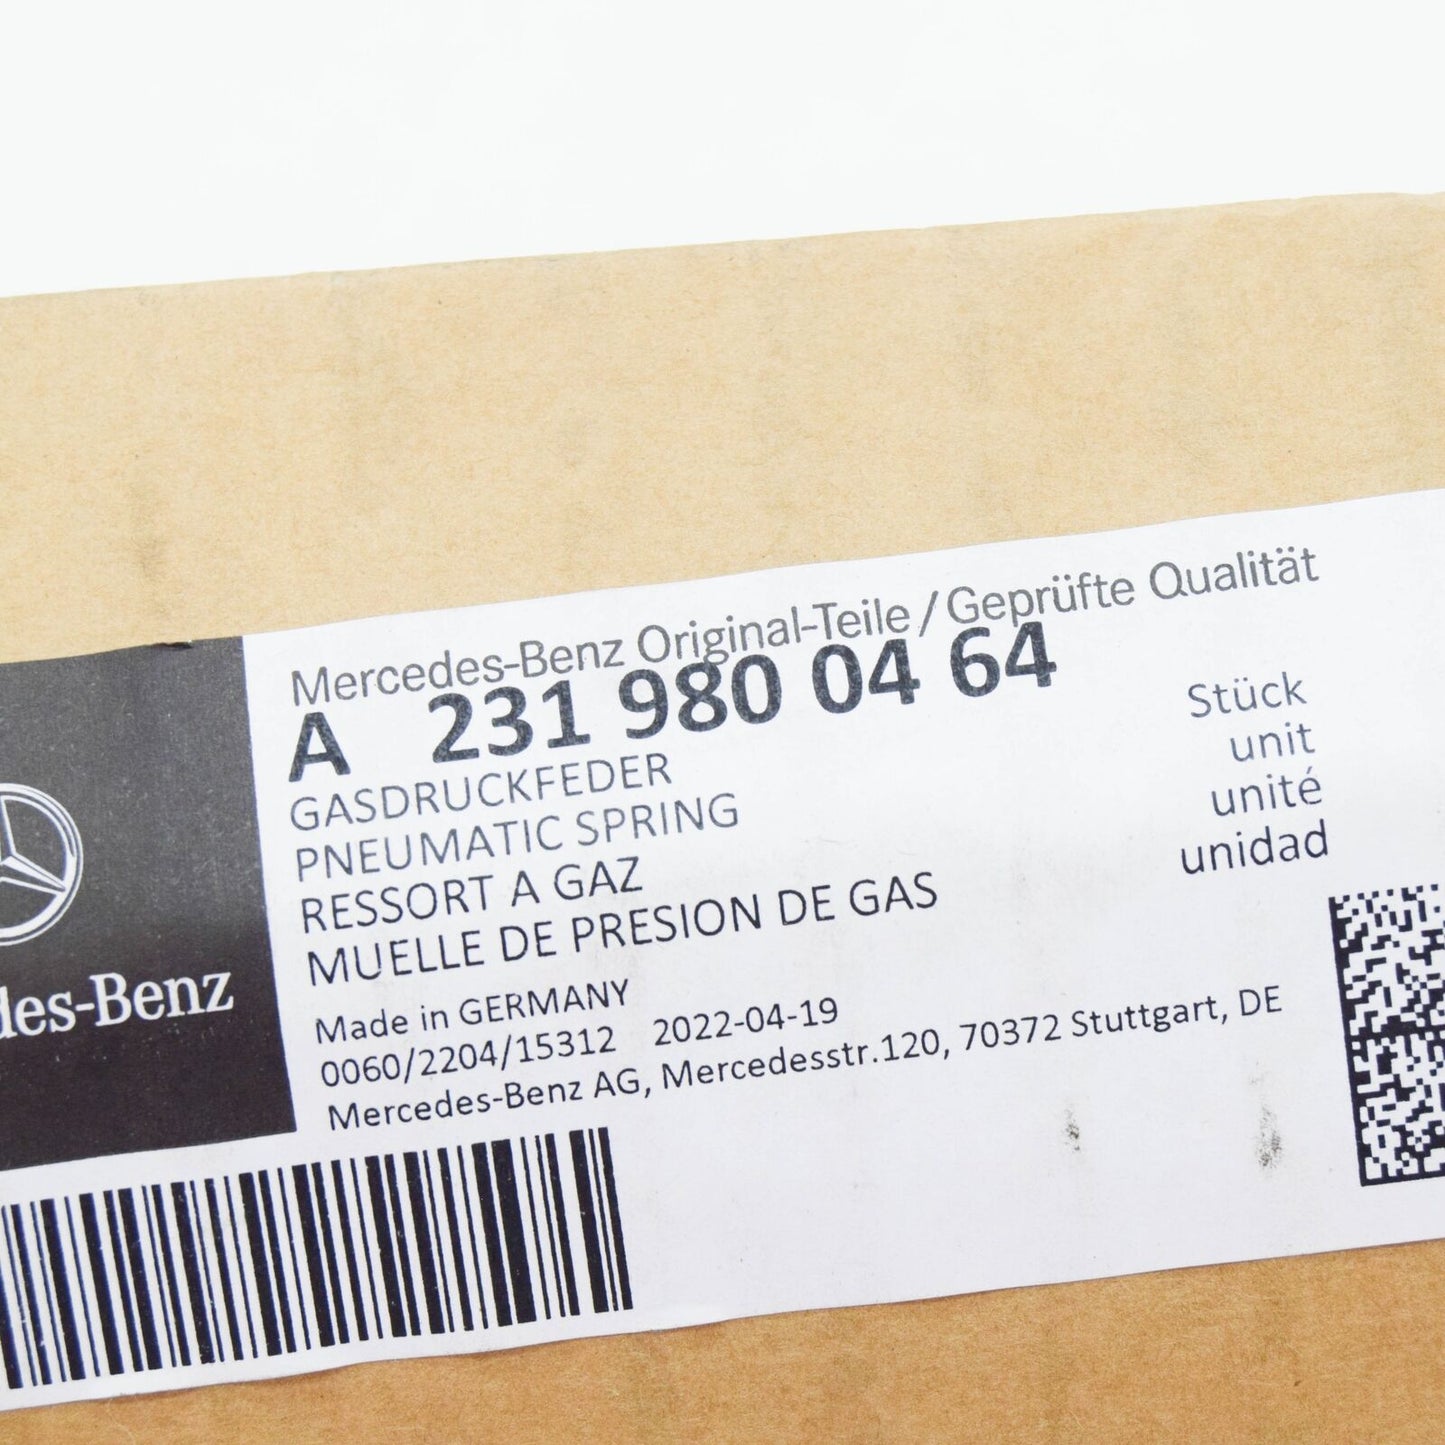 Mercedes-Benz Original-Teile / Geprüfte Qualität
A 231 980 04 64
GASDRUCKFEDER
PNEUMATIC SPRING
RESSORT A GAZ
MUELLE DE PRESION DE GAS
Stück
unit
unité
unidad
des-Benz
Made in GERMANY
0060/2204/15312 2022-04-19
Mercedes-Benz AG, Mercedesstr.120, 70372 Stuttgart, DE